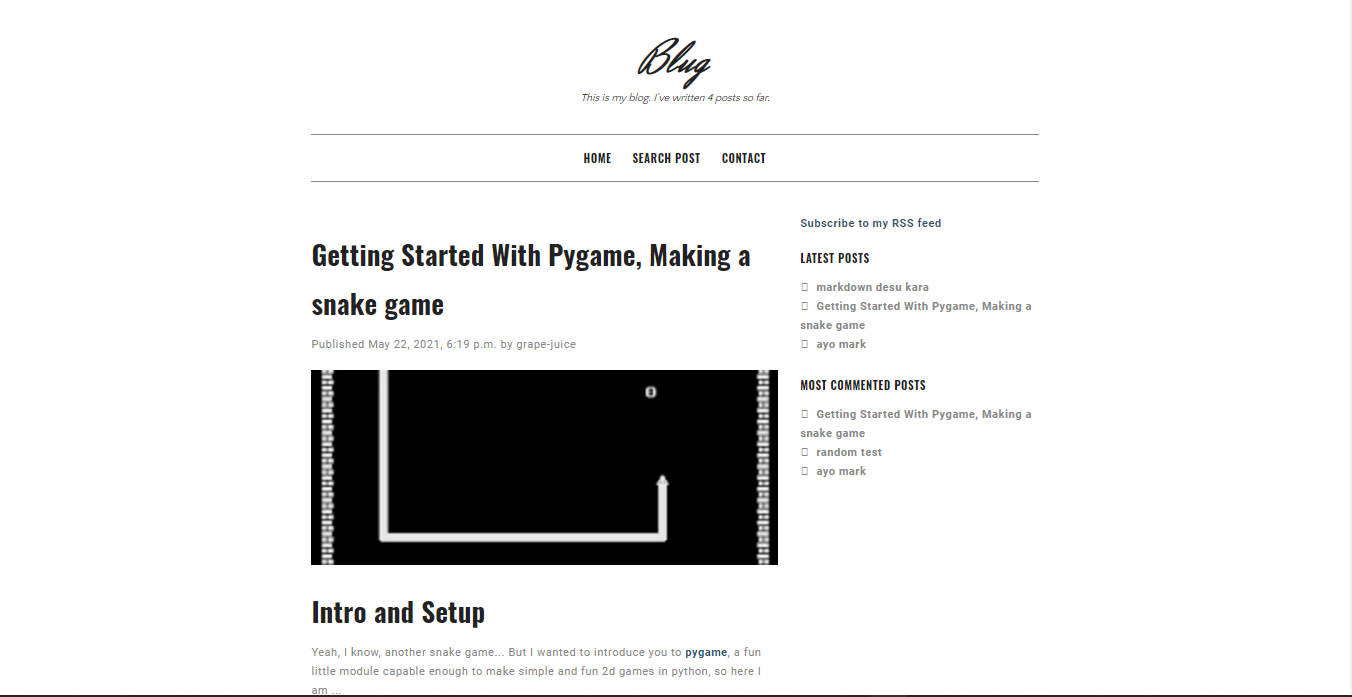 Blug
This is my blog. I've written 4 posts so far.
HOME SEARCH POST CONTACT
Getting Started With Pygame, Making a
snake game
Published May 22, 2021, 6:19 p.m. by grape-juice
Intro and Setup
Yeah, I know, another snake game... But I wanted to introduce you to pygame, a fun
little module capable enough to make simple and fun 2d games in python, so here I
am ...
Subscribe to my RSS feed
LATEST POSTS
markdown desu kara
Getting Started With Pygame, Making a
snake game
ayo mark
MOST COMMENTED POSTS
Getting Started With Pygame, Making a
snake game
random test
ayo mark